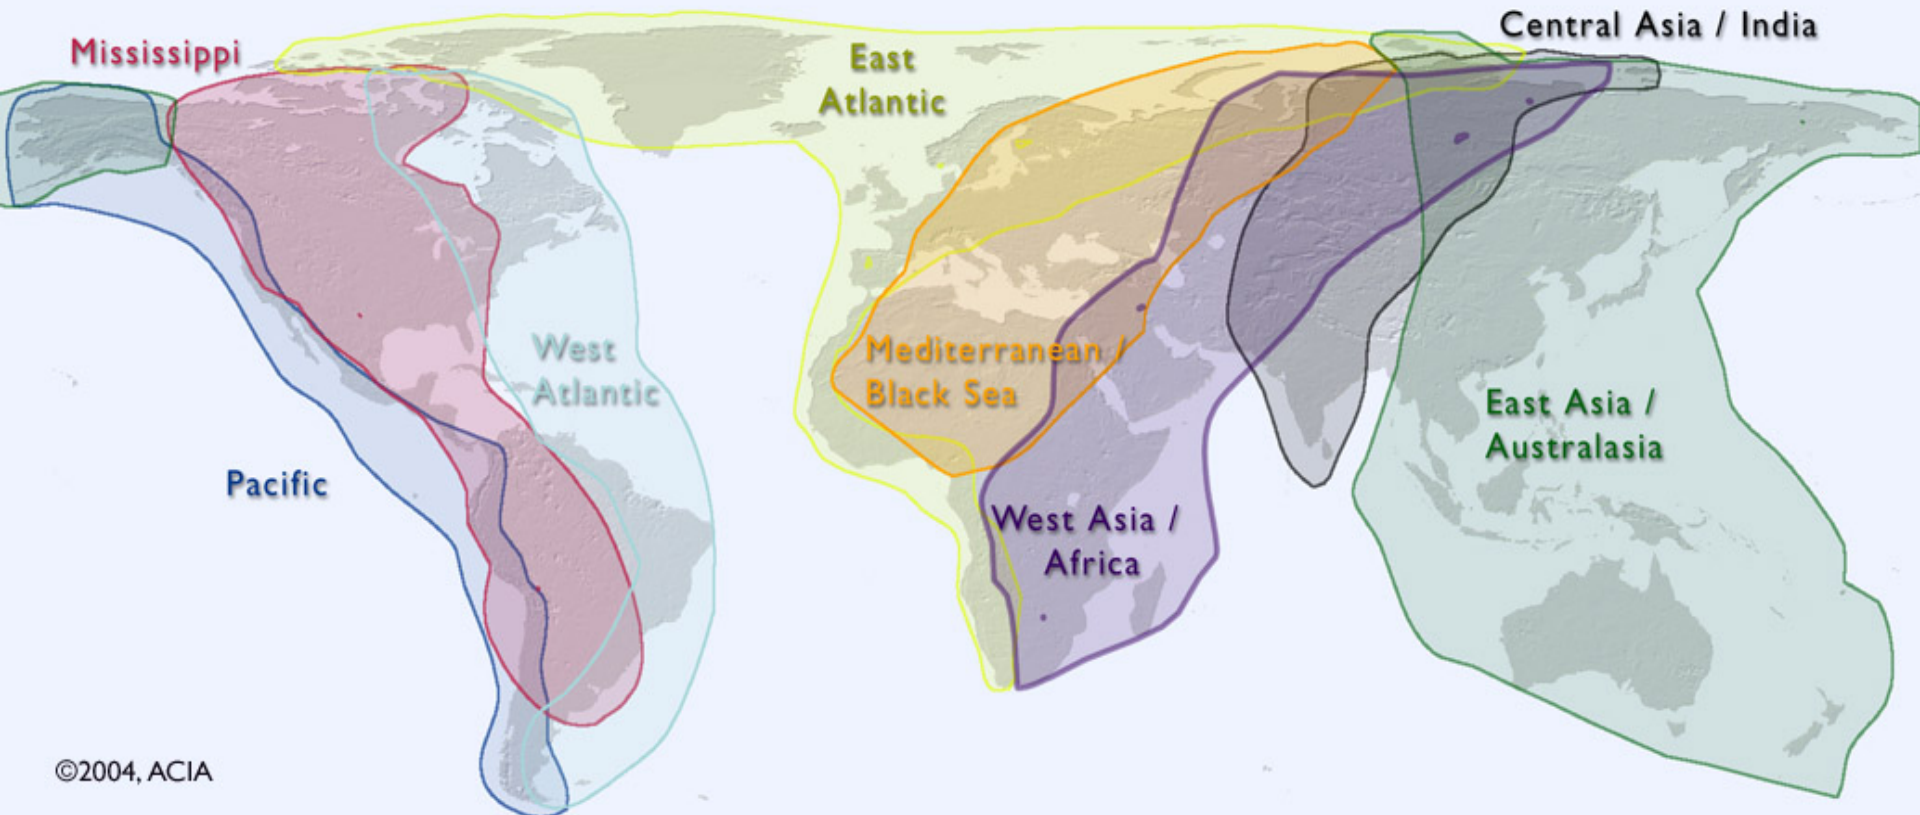 Central Asia / India
Mississippi
East
Atlantic
West
Atlantic
Mediterranean /
Black Sea
East Asia /
Australasia
Pacific
West Asia /
Africa
©2004, ACIA